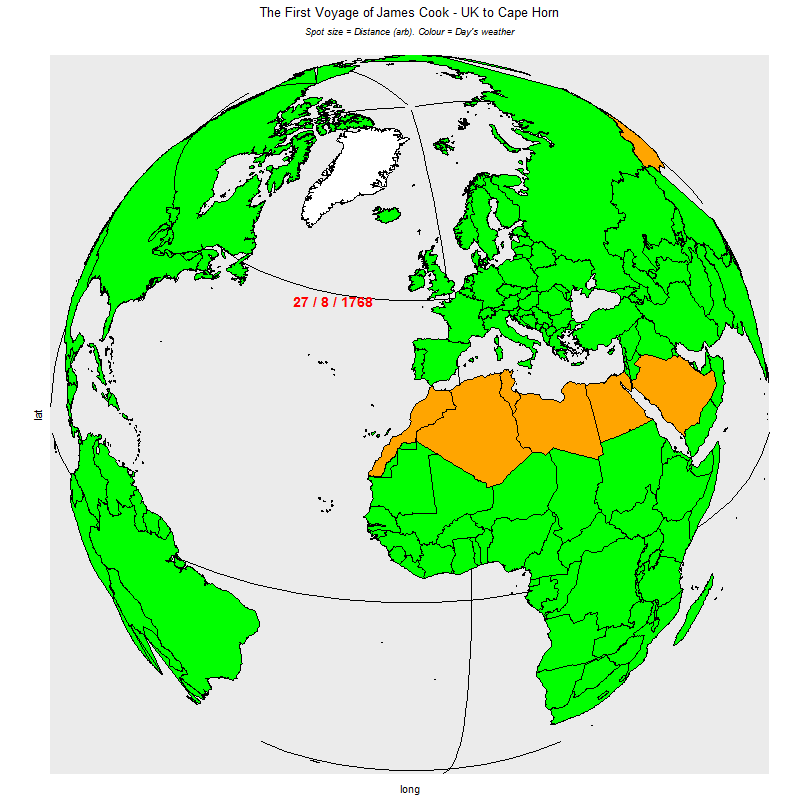 The First Voyage of James Cook - UK to Cape Horn
Spot size = Distance (arb). Colour = Day's weather
27 / 8 / 1768
lat
long